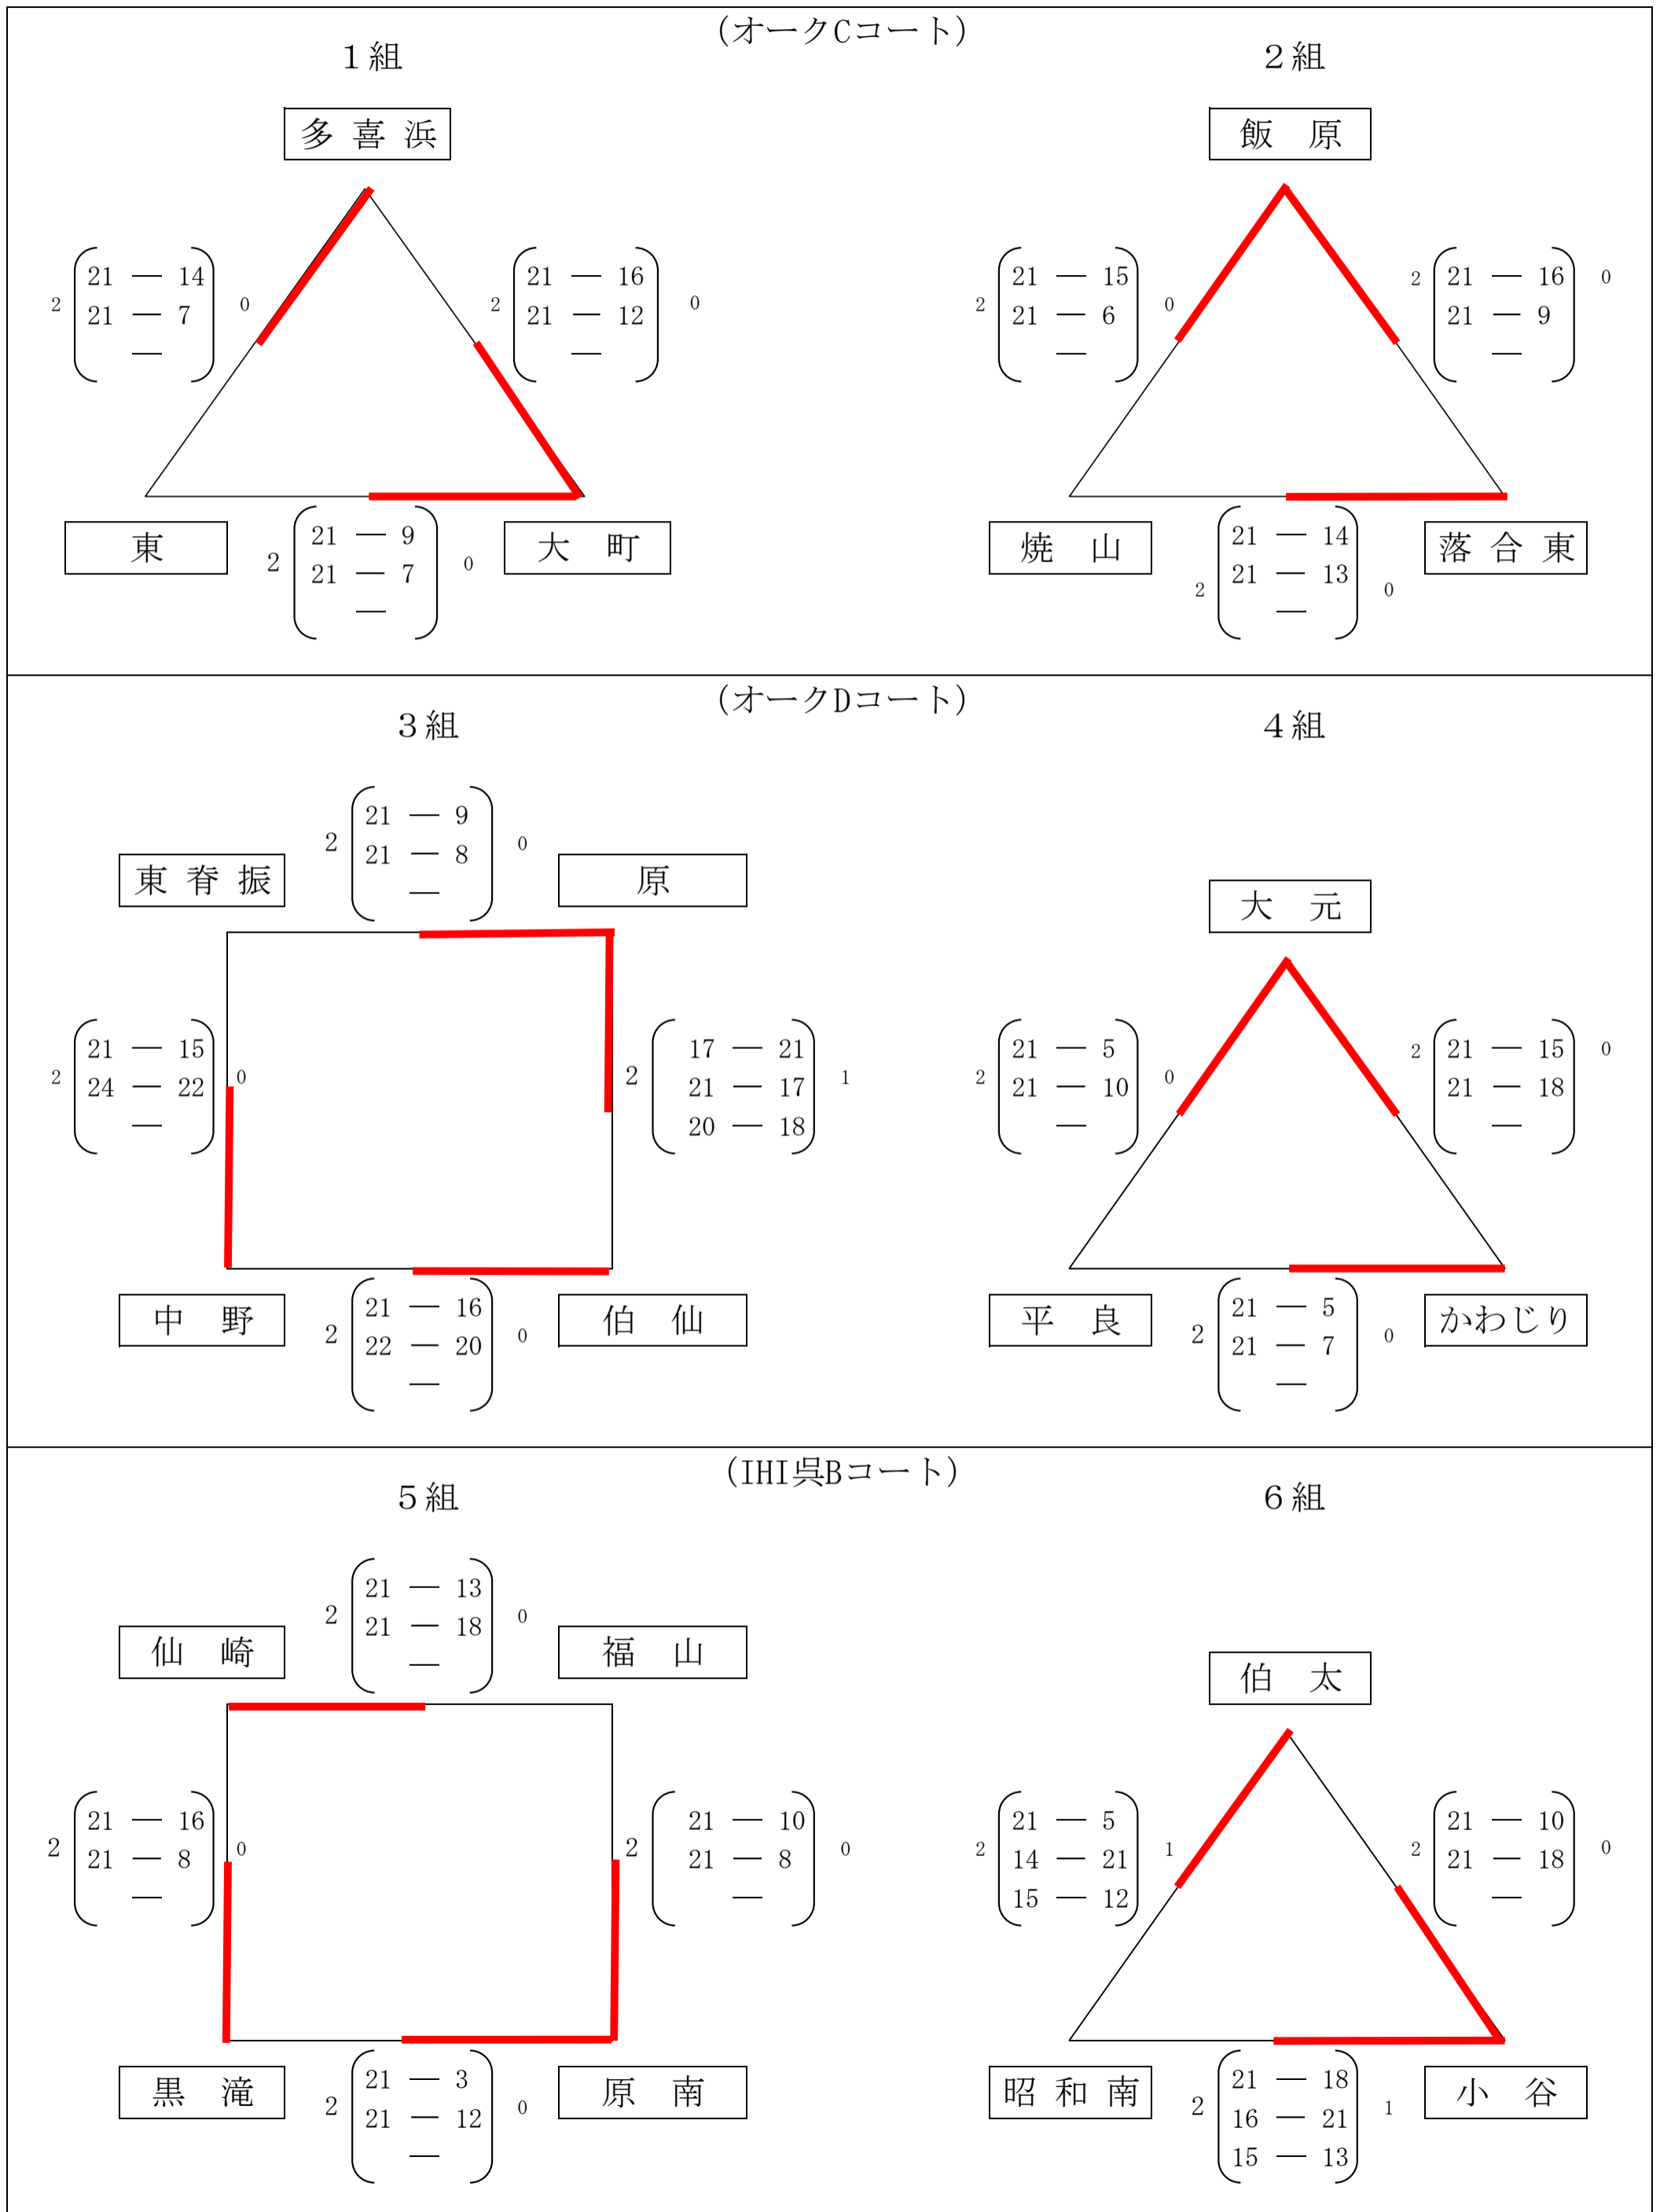 (オークCコート)
１組
２組
多喜浜
飯原
2 21 — 14 0
21 — 7
—
2 21 — 16 0
21 — 12
—
2 21 — 15 0
21 — 6
—
2 21 — 16 0
21 — 9
—
東
大町
2 21 — 9 0
21 — 7
—
焼山
落合東
2 21 — 14 0
21 — 13
—
(オークDコート)
３組
４組
2 21 — 9 0
21 — 8
—
東脊振
原
大元
2 21 — 15 0
24 — 22
—
2 17 — 21 1
21 — 17
20 — 18
2 21 — 5 0
21 — 10
—
2 21 — 15 0
21 — 18
—
中野
伯仙
2 21 — 16 0
22 — 20
—
平良
かわじり
2 21 — 5 0
21 — 7
—
(IHI呉Bコート)
５組
６組
2 21 — 13 0
21 — 18
—
仙崎
福山
伯太
2 21 — 16 0
21 — 8
—
2 21 — 10 0
21 — 8
—
2 21 — 5 1
14 — 21
15 — 12
2 21 — 10 0
21 — 18
—
黒滝
原南
2 21 — 3 0
21 — 12
—
昭和南
小谷
2 21 — 18 1
16 — 21
15 — 13